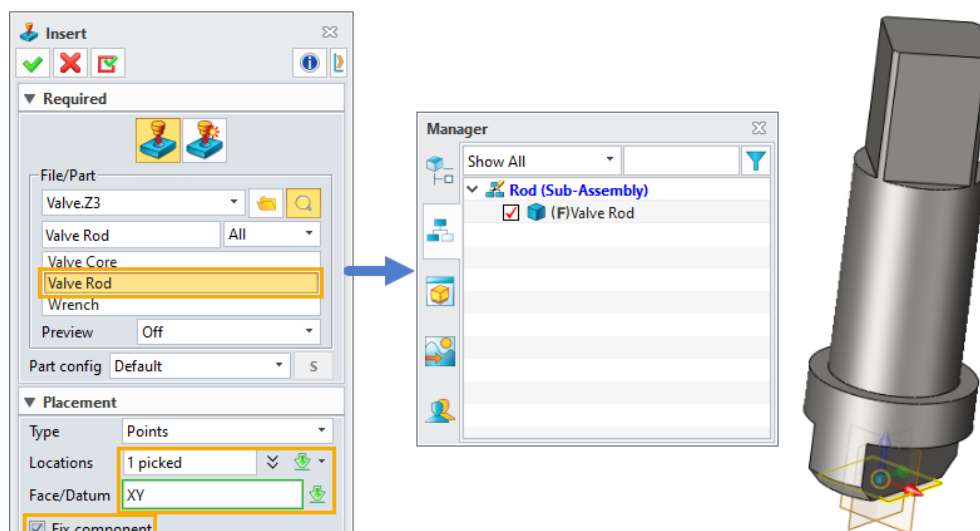 Insert
Required
File/Part
Valve.Z3
Valve Rod
All
Valve Core
Valve Rod
Wrench
Preview
Off
Part config
Default
S
Placement
Type
Points
Locations
1 picked
Face/Datum
XY
Fix component
Manager
Show All
Rod (Sub-Assembly)
(F)Valve Rod